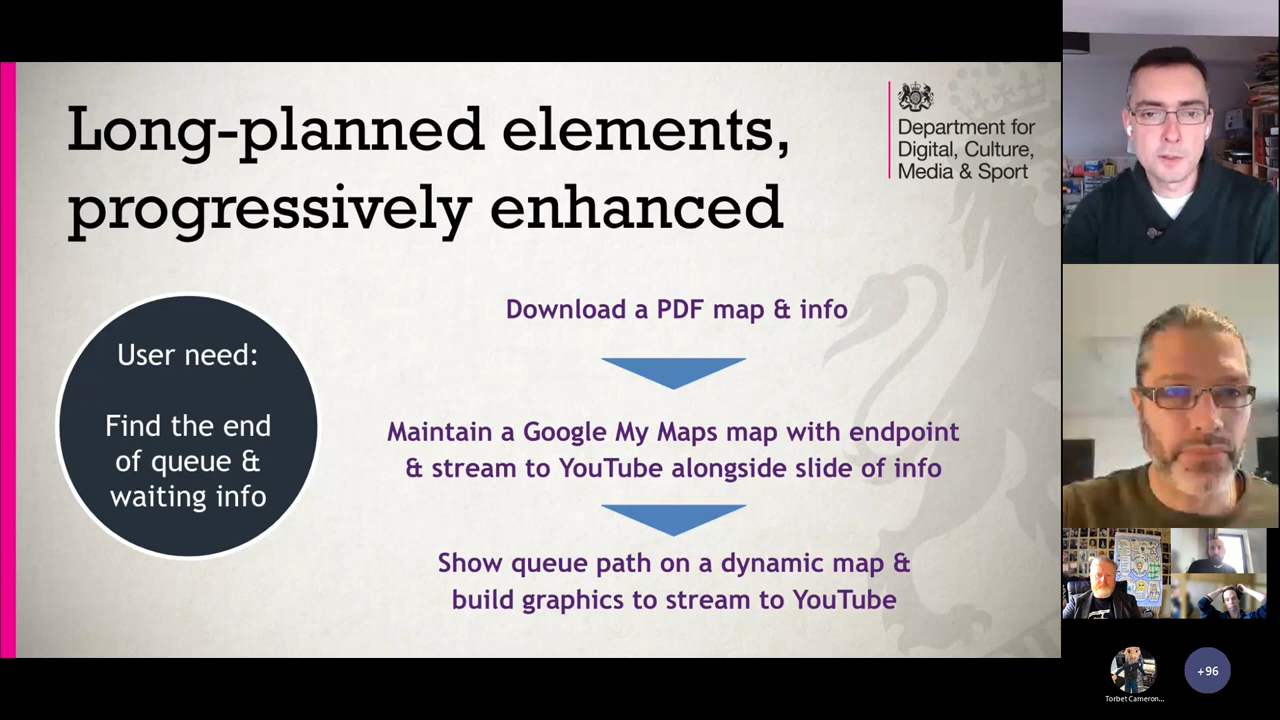 Long-planned elements,
progressively enhanced
Department for
Digital, Culture,
Media & Sport
User need:
Find the end
of queue &
waiting info
Download a PDF map & info
Maintain a Google My Maps map with endpoint
& stream to YouTube alongside slide of info
Show queue path on a dynamic map &
build graphics to stream to YouTube
Torbet Cameron...
+96